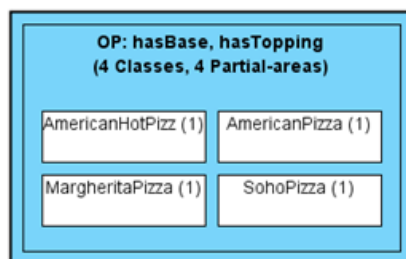 OP: hasBase, hasTopping
(4 Classes, 4 Partial-areas)
AmericanHotPizz (1)
AmericanPizza (1)
MargheritaPizza (1)
SohoPizza (1)